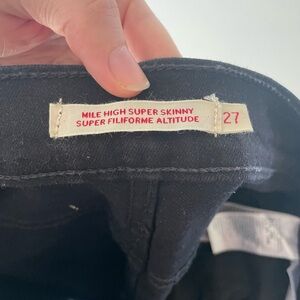 MILE HIGH SUPER SKINNY
SUPER FILIFORME ALTITUDE
27